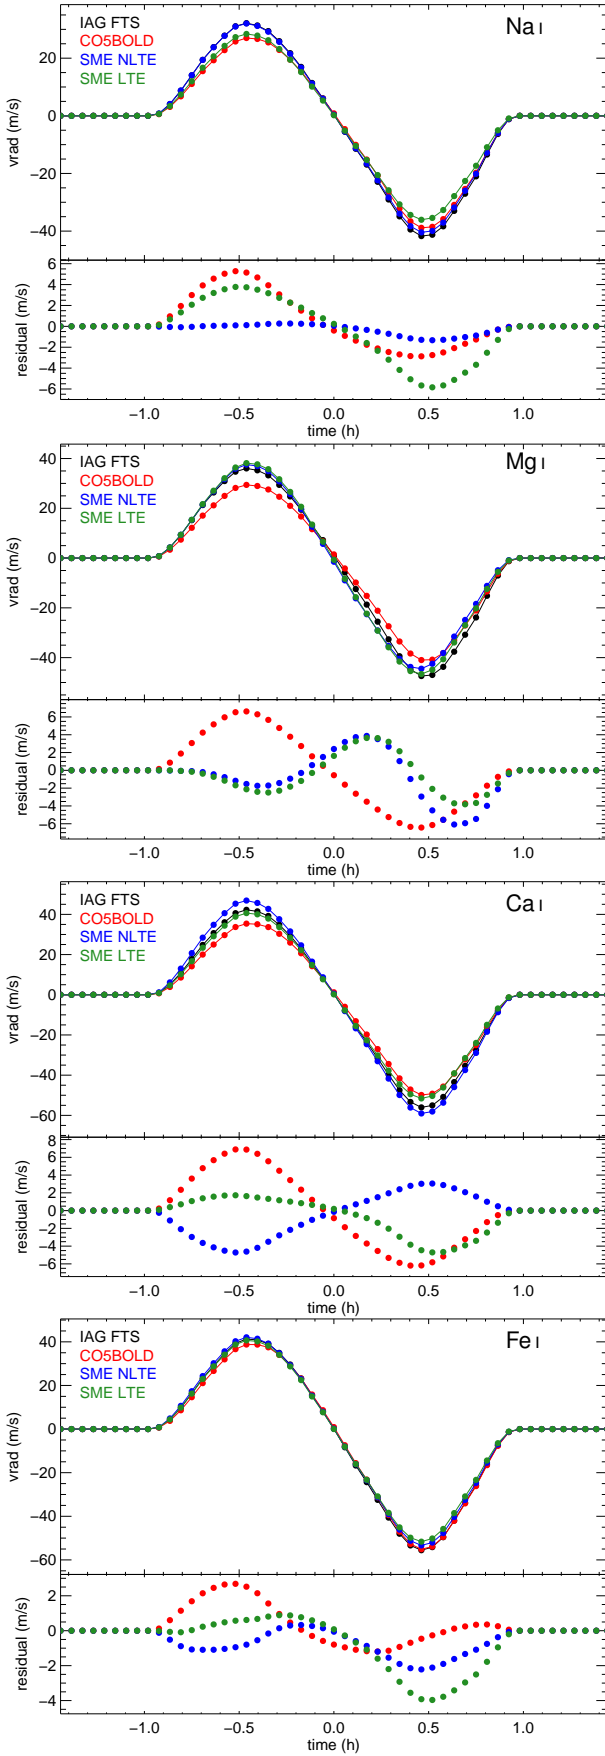 IAG FTS
CO5BOLD
SME NLTE
SME LTE
Na I
20
0
−20
−40
vrad (m/s)
6
4
2
0
−2
−4
−6
residual (m/s)
−1.0 −0.5 0.0 0.5 1.0
time (h)
IAG FTS
CO5BOLD
SME NLTE
SME LTE
Mg I
40
20
0
−20
−40
vrad (m/s)
6
4
2
0
−2
−4
−6
residual (m/s)
−1.0 −0.5 0.0 0.5 1.0
time (h)
IAG FTS
CO5BOLD
SME NLTE
SME LTE
Ca I
40
20
0
−20
−40
−60
vrad (m/s)
8
6
4
2
0
−2
−4
−6
residual (m/s)
−1.0 −0.5 0.0 0.5 1.0
time (h)
IAG FTS
CO5BOLD
SME NLTE
SME LTE
Fe I
40
20
0
−20
−40
−60
vrad (m/s)
2
0
−2
−4
residual (m/s)
−1.0 −0.5 0.0 0.5 1.0
time (h)